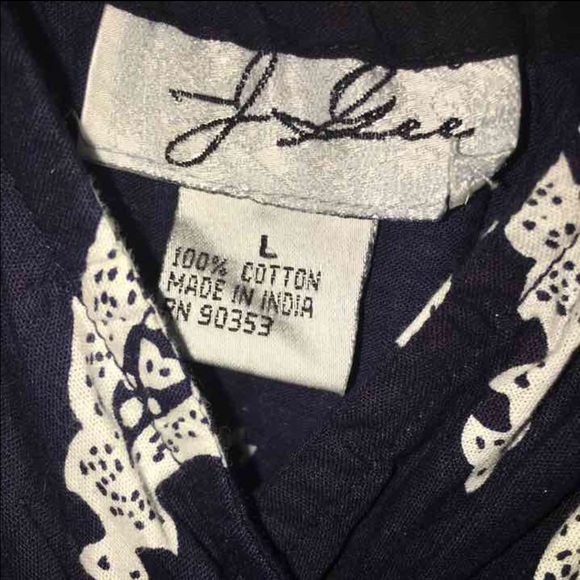 J. Gee
L
100% COTTON
MADE IN INDIA
RN 90353